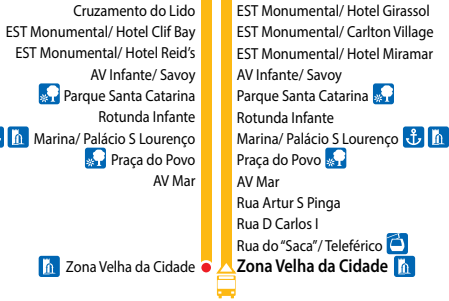 Cruzamento do Lido
EST Monumental/ Hotel Clif Bay
EST Monumental/ Hotel Reid's
AV Infante/ Savoy
Parque Santa Catarina
Rotunda Infante
Marina/ Palácio S Lourenço
Praça do Povo
AV Mar
Zona Velha da Cidade
EST Monumental/ Hotel Girassol
EST Monumental/ Carlton Village
EST Monumental/ Hotel Miramar
AV Infante/ Savoy
Parque Santa Catarina
Rotunda Infante
Marina/ Palácio S Lourenço
Praça do Povo
AV Mar
Rua Artur S Pinga
Rua D Carlos I
Rua do "Saca"/ Teleférico
Zona Velha da Cidade